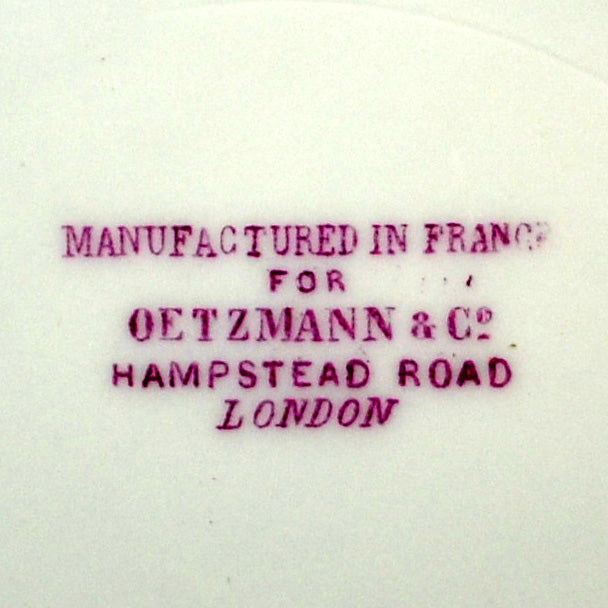 MANUFACTURED IN FRANCE
FOR
OETZMANN & Cº
HAMPSTEAD ROAD
LONDON